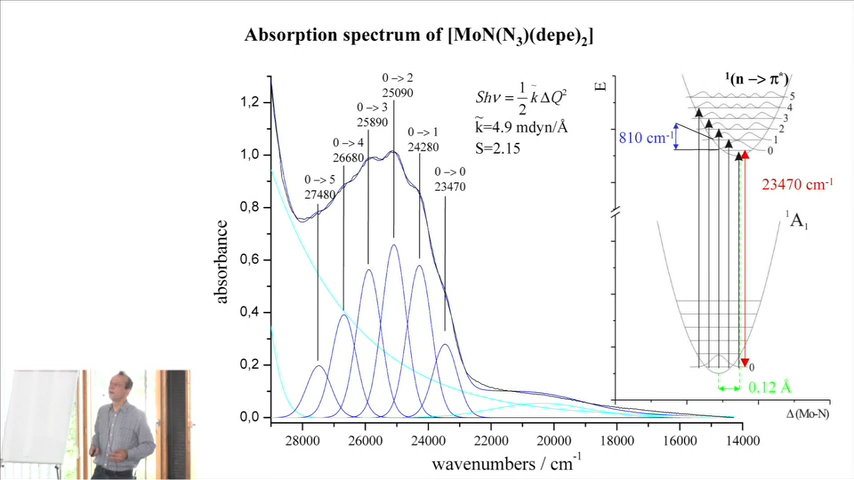 Absorption spectrum of [MoN(N₃)(depe)₂]
0 –> 2
25090
0 –> 3
25890
0 –> 4
26680
0 –> 5
27480
0 –> 1
24280
0 –> 0
23470
Shν = 1/2 k̃ ΔQ²
k̃=4.9 mdyn/Å
S=2.15
1,2
1,0
0,8
0,6
0,4
0,2
0,0
absorbance
28000 26000 24000 22000 20000 18000 16000 14000
wavenumbers / cm⁻¹
E
¹(n –> π*)
5
4
3
2
1
0
810 cm⁻¹
23470 cm⁻¹
¹A₁
0
0.12 Å
Δ(Mo-N)